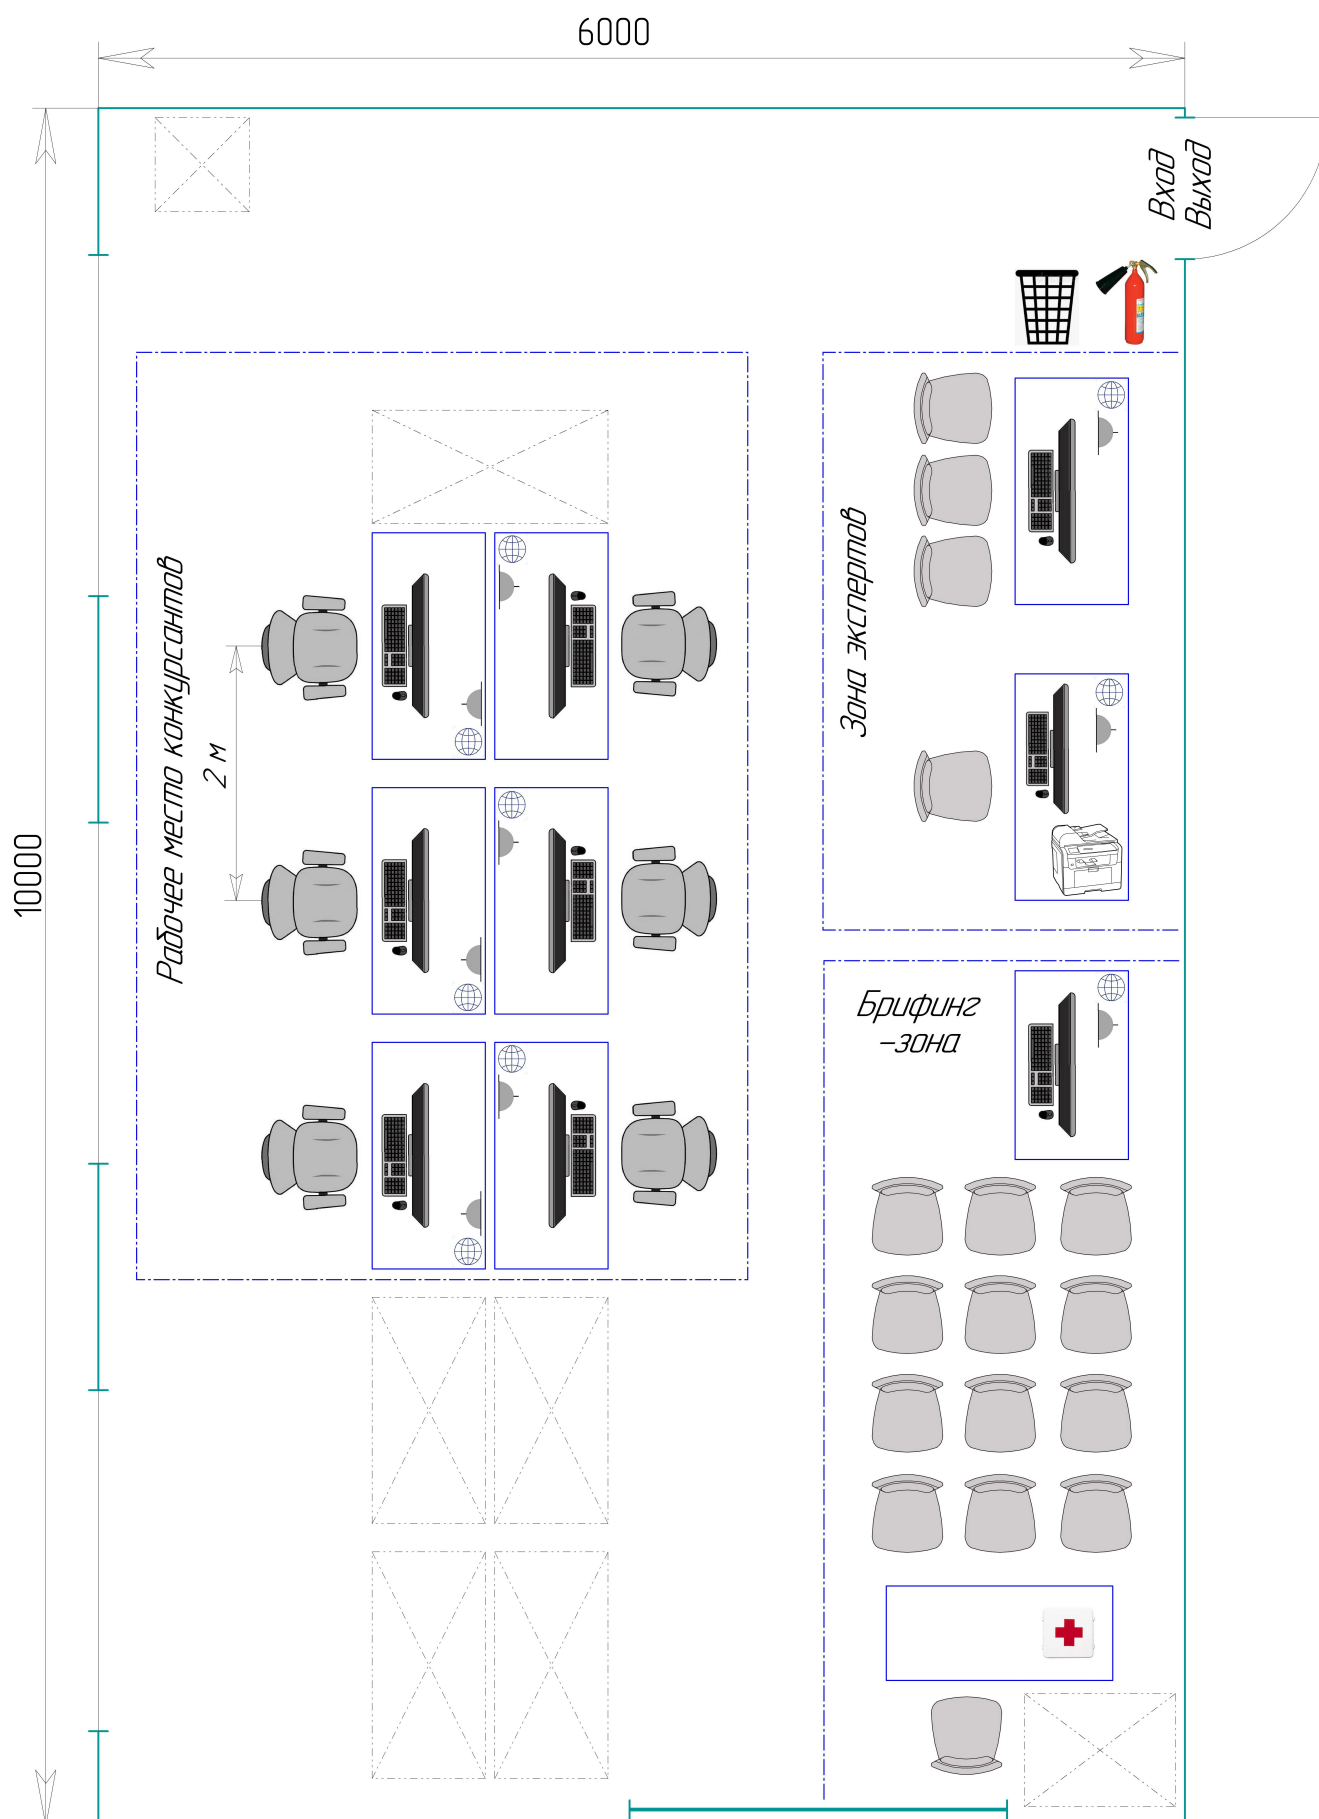 6000
Вход
Выход
10000
Рабочее место конкурсантов
2 м
Зона экспертов
Брифинг
-зона